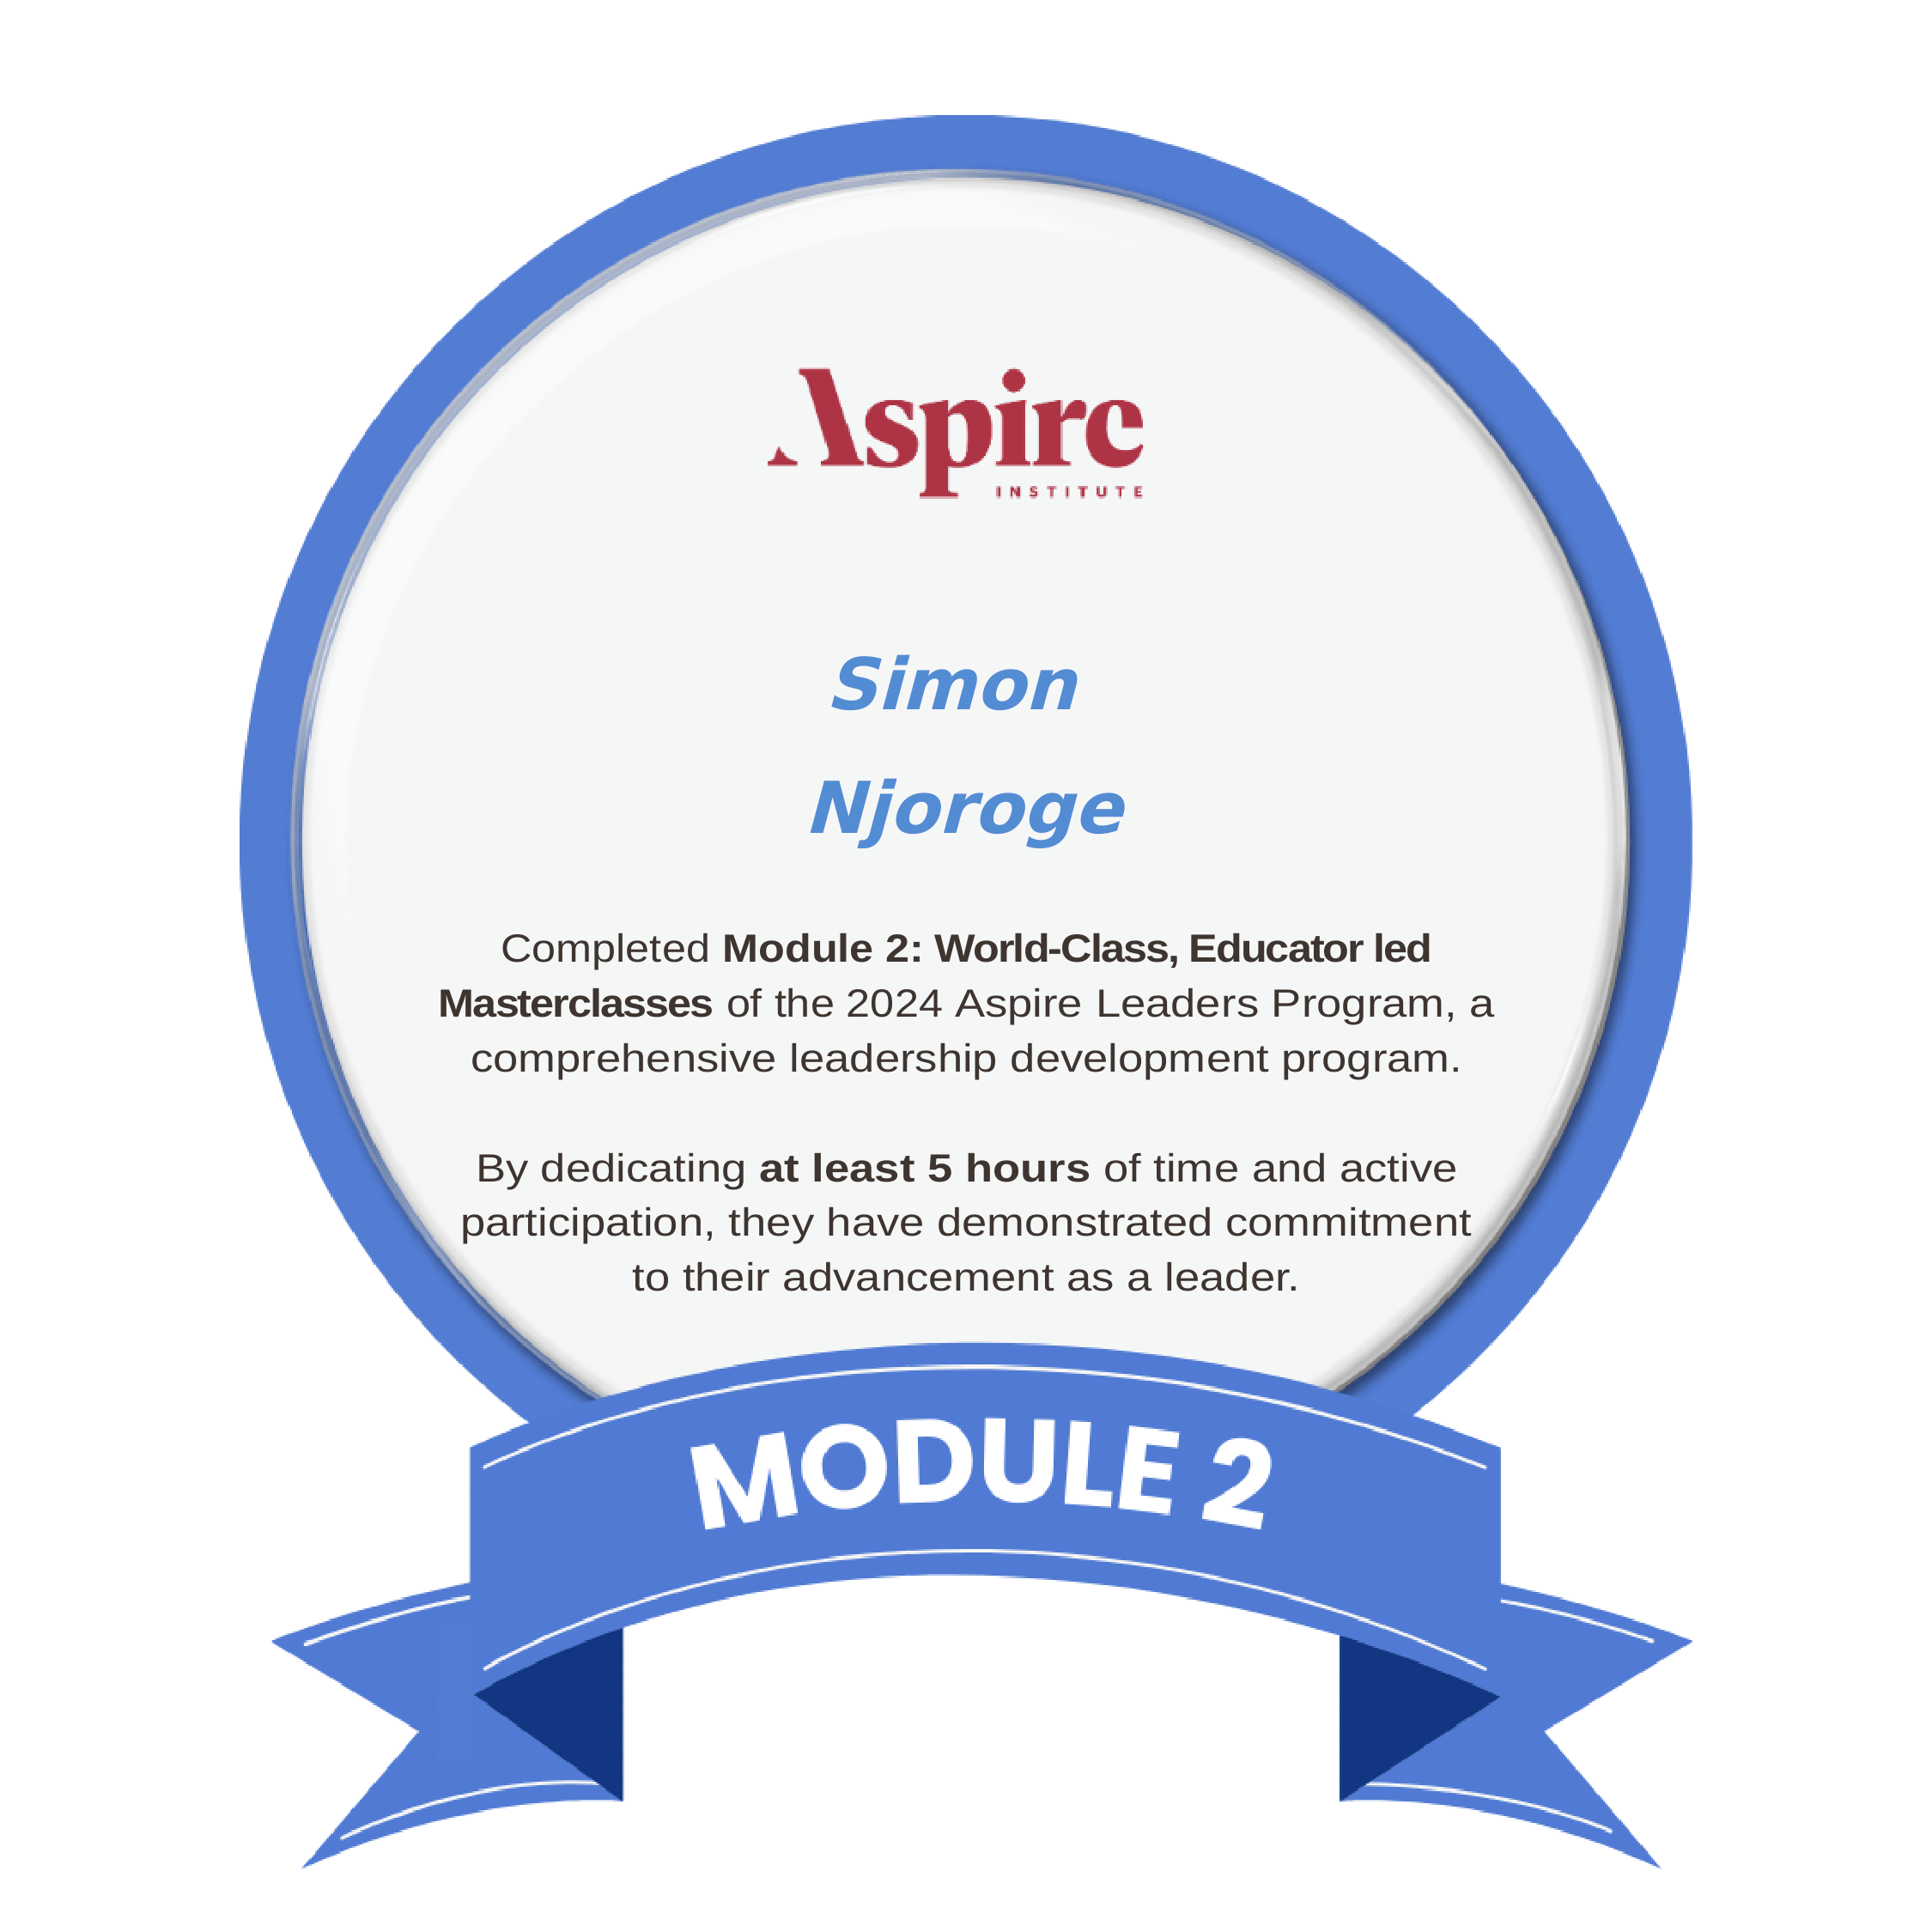 Aspire
INSTITUTE
Simon
Njoroge
Completed Module 2: World-Class, Educator led
Masterclasses of the 2024 Aspire Leaders Program, a
comprehensive leadership development program.
By dedicating at least 5 hours of time and active
participation, they have demonstrated commitment
to their advancement as a leader.
MODULE 2